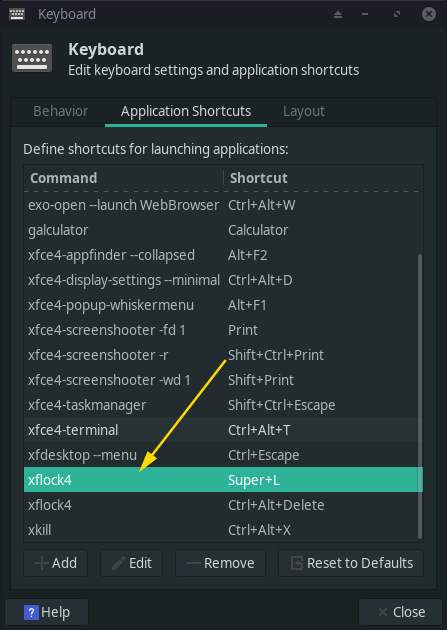 Keyboard
Keyboard
Edit keyboard settings and application shortcuts
Behavior Application Shortcuts Layout
Define shortcuts for launching applications:
Command Shortcut
exo-open --launch WebBrowser Ctrl+Alt+W
galculator Calculator
xfce4-appfinder --collapsed Alt+F2
xfce4-display-settings --minimal Ctrl+Alt+D
xfce4-popup-whiskermenu Alt+F1
xfce4-screenshooter -fd 1 Print
xfce4-screenshooter -r Shift+Ctrl+Print
xfce4-screenshooter -wd 1 Shift+Print
xfce4-taskmanager Shift+Ctrl+Escape
xfce4-terminal Ctrl+Alt+T
xfdesktop --menu Ctrl+Escape
xflock4 Super+L
xflock4 Ctrl+Alt+Delete
xkill Ctrl+Alt+X
Add Edit Remove Reset to Defaults
? Help Close